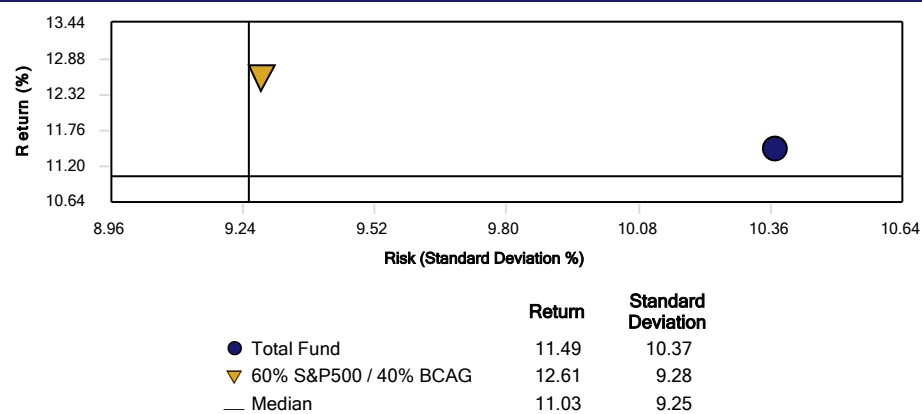 13.44
12.88
12.32
11.76
11.20
10.64
Return (%)
8.96 9.24 9.52 9.80 10.08 10.36 10.64
Risk (Standard Deviation %)
Return Standard Deviation
Total Fund 11.49 10.37
60% S&P500 / 40% BCAG 12.61 9.28
Median 11.03 9.25